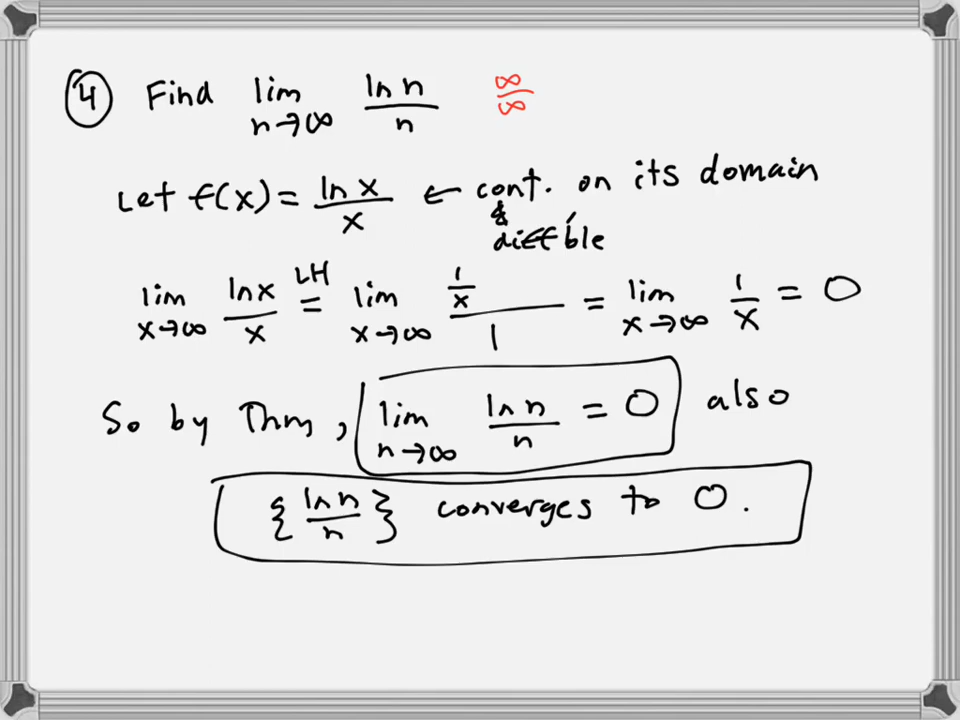 4 Find lim n→∞ ln n / n ∞/∞
Let f(x) = ln x / x ← cont. on its domain
& diff'ble
lim x→∞ ln x / x LH = lim x→∞ (1/x) / 1 = lim x→∞ 1/x = 0
So by Thm, lim n→∞ ln n / n = 0 also
{ ln n / n } converges to 0.